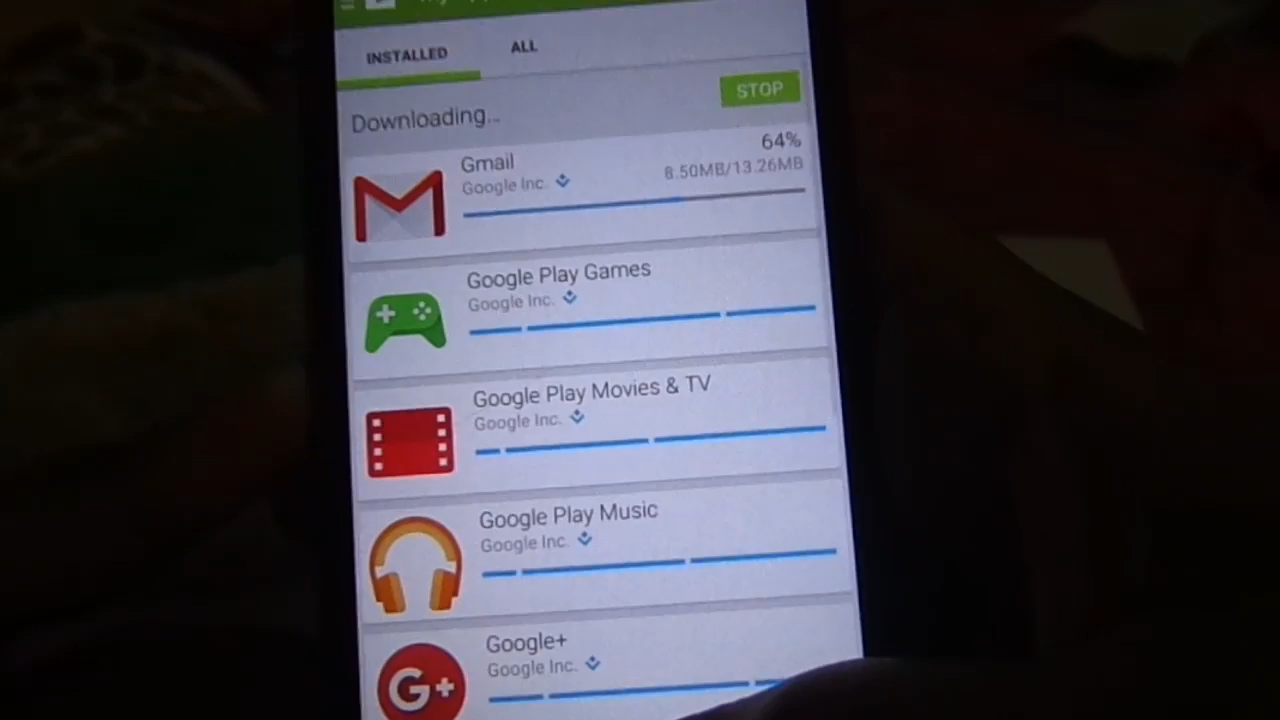 INSTALLED ALL
Downloading... STOP
Gmail 64%
Google Inc. 8.50MB/13.26MB
Google Play Games
Google Inc.
Google Play Movies & TV
Google Inc.
Google Play Music
Google Inc.
Google+
Google Inc.
G+